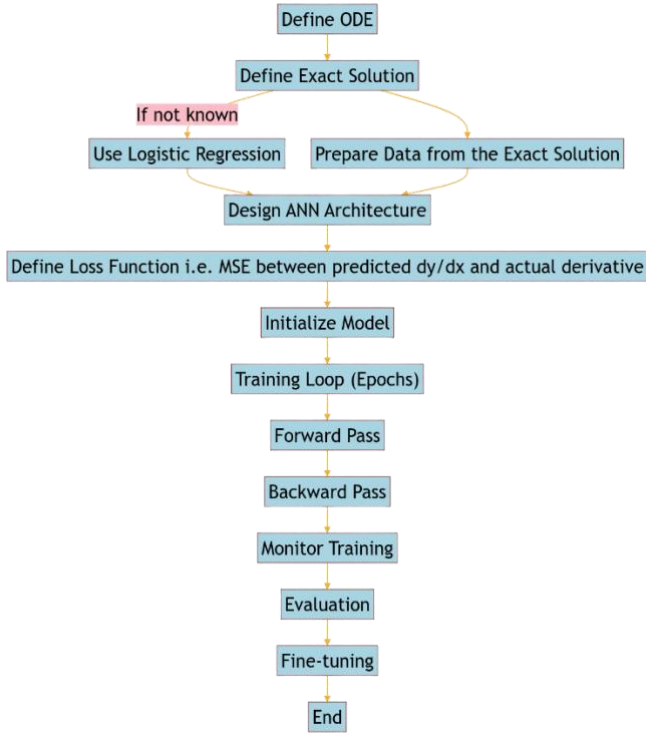 Define ODE
Define Exact Solution
If not known
Use Logistic Regression
Prepare Data from the Exact Solution
Design ANN Architecture
Define Loss Function i.e. MSE between predicted dy/dx and actual derivative
Initialize Model
Training Loop (Epochs)
Forward Pass
Backward Pass
Monitor Training
Evaluation
Fine-tuning
End